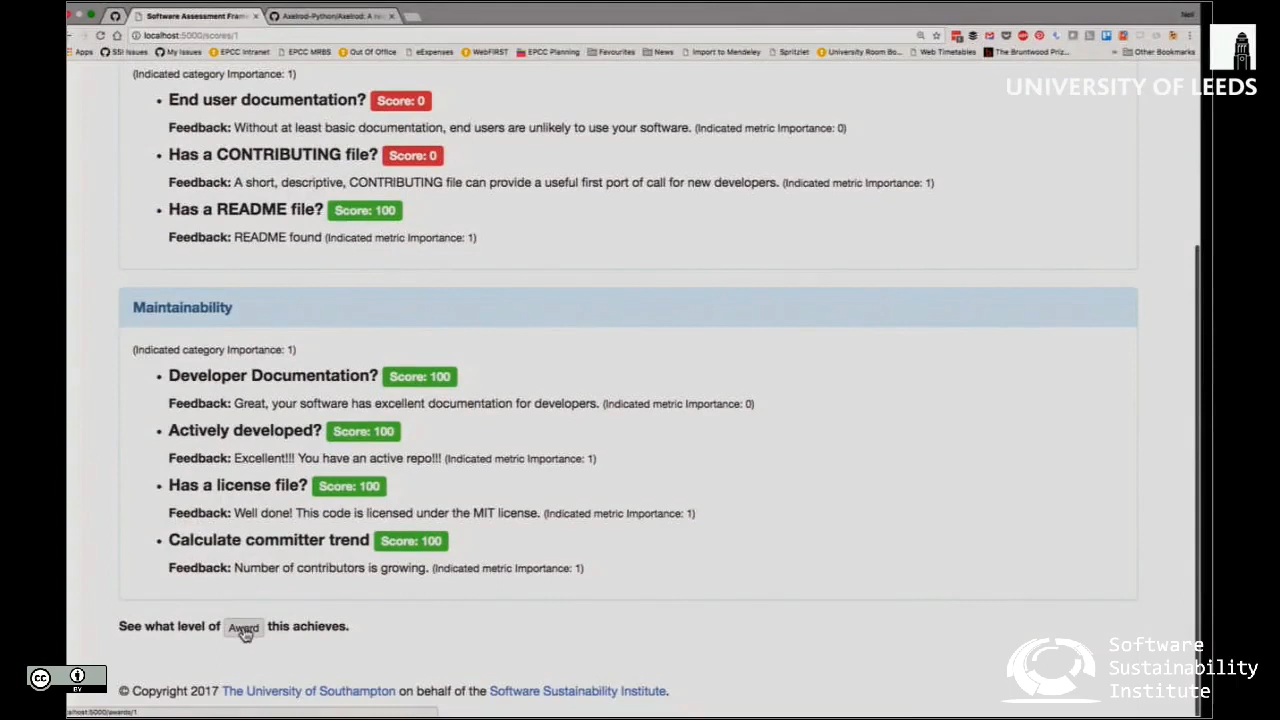 Software Assessment Fram
Axelrod-Python/Axelrod: A re
Neil
localhost:5000/scores/1
Apps
SSI Issues
My Issues
EPCC Intranet
EPCC MRBS
Out Of Office
eExpenses
WebFIRST
EPCC Planning
Favourites
News
Import to Mendeley
Spritzlet
University Room Bo...
Web Timetables
The Bruntwood Priz...
Other Bookmarks
UNIVERSITY OF LEEDS
(Indicated category Importance: 1)
• End user documentation? Score: 0
Feedback: Without at least basic documentation, end users are unlikely to use your software. (Indicated metric Importance: 0)
• Has a CONTRIBUTING file? Score: 0
Feedback: A short, descriptive, CONTRIBUTING file can provide a useful first port of call for new developers. (Indicated metric Importance: 1)
• Has a README file? Score: 100
Feedback: README found (Indicated metric Importance: 1)
Maintainability
(Indicated category Importance: 1)
• Developer Documentation? Score: 100
Feedback: Great, your software has excellent documentation for developers. (Indicated metric Importance: 0)
• Actively developed? Score: 100
Feedback: Excellent!!! You have an active repo!!! (Indicated metric Importance: 1)
• Has a license file? Score: 100
Feedback: Well done! This code is licensed under the MIT license. (Indicated metric Importance: 1)
• Calculate committer trend Score: 100
Feedback: Number of contributors is growing. (Indicated metric Importance: 1)
See what level of Award this achieves.
© Copyright 2017 The University of Southampton on behalf of the Software Sustainability Institute.
Software
Sustainability
Institute
cc
BY
alhost:5000/awards/1